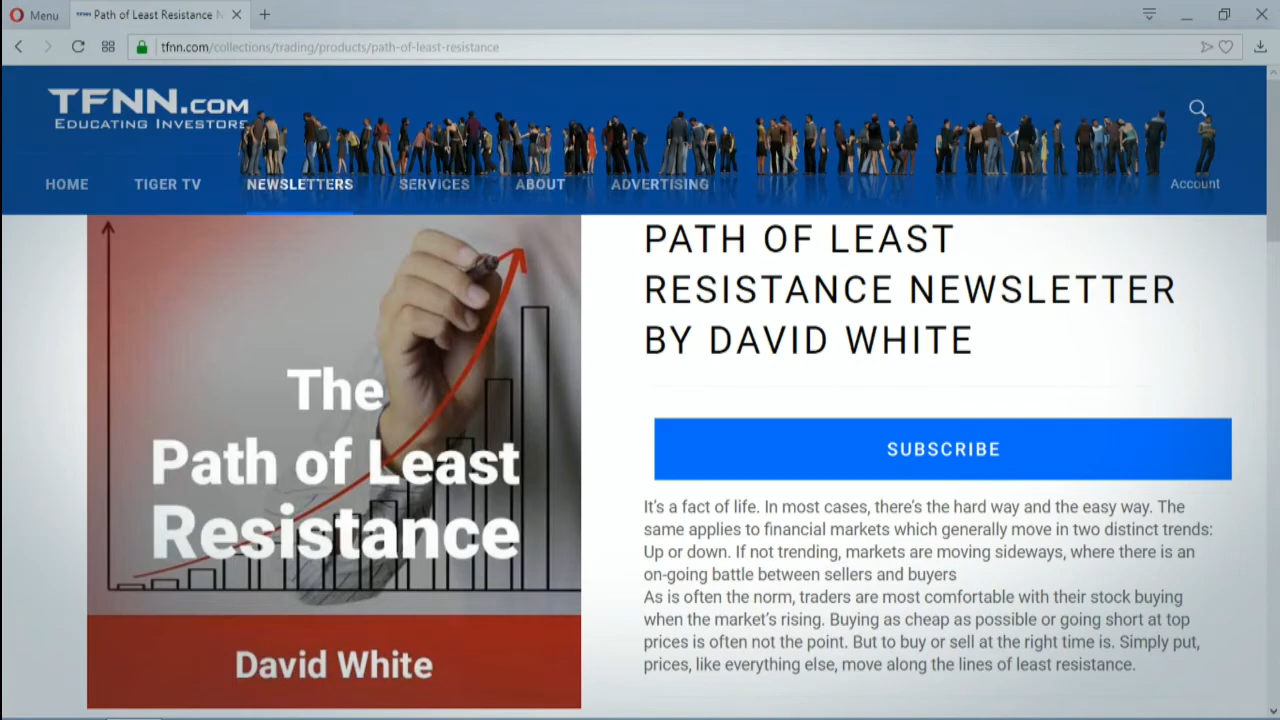 Menu
TFNN Path of Least Resistance N
tfnn.com/collections/trading/products/path-of-least-resistance
TFNN.COM
EDUCATING INVESTORS
HOME TIGER TV NEWSLETTERS SERVICES ABOUT ADVERTISING Account
The
Path of Least
Resistance
David White
PATH OF LEAST
RESISTANCE NEWSLETTER
BY DAVID WHITE
SUBSCRIBE
It's a fact of life. In most cases, there's the hard way and the easy way. The
same applies to financial markets which generally move in two distinct trends:
Up or down. If not trending, markets are moving sideways, where there is an
on-going battle between sellers and buyers
As is often the norm, traders are most comfortable with their stock buying
when the market's rising. Buying as cheap as possible or going short at top
prices is often not the point. But to buy or sell at the right time is. Simply put,
prices, like everything else, move along the lines of least resistance.